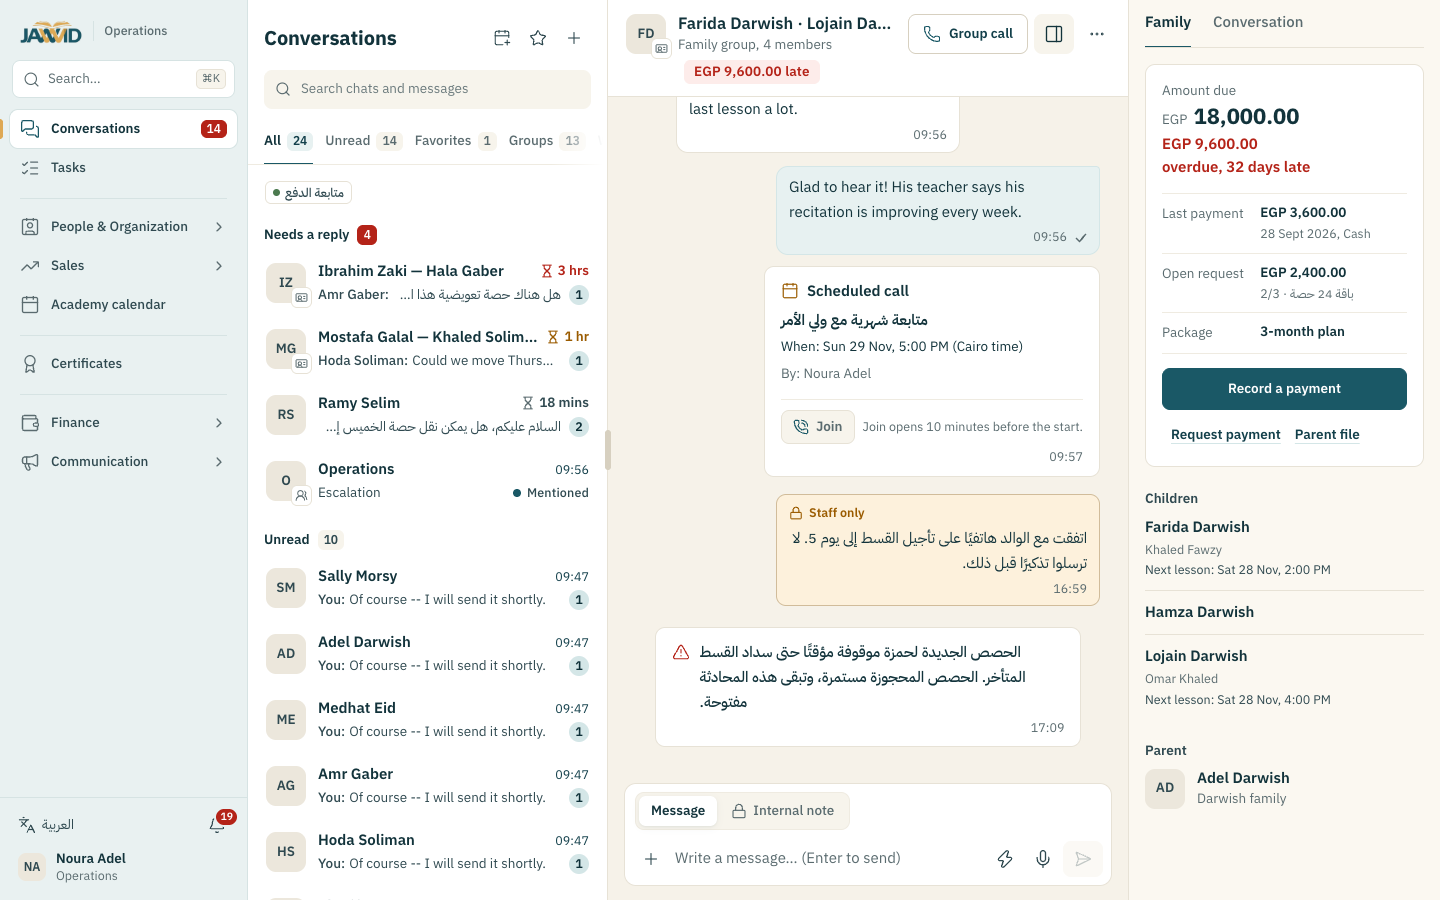 JAWID
Operations
Search...
⌘K
Conversations
14
Tasks
People & Organization
Sales
Academy calendar
Certificates
Finance
Communication
العربية
19
NA
Noura Adel
Operations
Conversations
Search chats and messages
All 24
Unread 14
Favorites 1
Groups 13
متابعة الدفع
Needs a reply 4
IZ
Ibrahim Zaki — Hala Gaber
3 hrs
Amr Gaber: هل هناك حصة تعويضية هذا ا...
1
MG
Mostafa Galal — Khaled Solim...
1 hr
Hoda Soliman: Could we move Thurs...
1
RS
Ramy Selim
18 mins
السلام عليكم، هل يمكن نقل حصة الخميس إ...
2
O
Operations
09:56
Escalation
Mentioned
Unread 10
SM
Sally Morsy
09:47
You: Of course -- I will send it shortly.
1
AD
Adel Darwish
09:47
You: Of course -- I will send it shortly.
1
ME
Medhat Eid
09:47
You: Of course -- I will send it shortly.
1
AG
Amr Gaber
09:47
You: Of course -- I will send it shortly.
1
HS
Hoda Soliman
09:47
You: Of course -- I will send it shortly.
1
FD
Farida Darwish · Lojain Da...
Family group, 4 members
EGP 9,600.00 late
Group call
last lesson a lot.
09:56
Glad to hear it! His teacher says his
recitation is improving every week.
09:56
Scheduled call
متابعة شهرية مع ولي الأمر
When: Sun 29 Nov, 5:00 PM (Cairo time)
By: Noura Adel
Join
Join opens 10 minutes before the start.
09:57
Staff only
اتفقت مع الوالد هاتفيًا على تأجيل القسط إلى يوم 5. لا
ترسلوا تذكيرًا قبل ذلك.
16:59
الحصص الجديدة لحمزة موقوفة مؤقتًا حتى سداد القسط
المتأخر. الحصص المحجوزة مستمرة، وتبقى هذه المحادثة
مفتوحة.
17:09
Message
Internal note
Write a message... (Enter to send)
Family
Conversation
Amount due
EGP 18,000.00
EGP 9,600.00
overdue, 32 days late
Last payment
EGP 3,600.00
28 Sept 2026, Cash
Open request
EGP 2,400.00
باقة 24 حصة · 2/3
Package
3-month plan
Record a payment
Request payment
Parent file
Children
Farida Darwish
Khaled Fawzy
Next lesson: Sat 28 Nov, 2:00 PM
Hamza Darwish
Lojain Darwish
Omar Khaled
Next lesson: Sat 28 Nov, 4:00 PM
Parent
AD
Adel Darwish
Darwish family